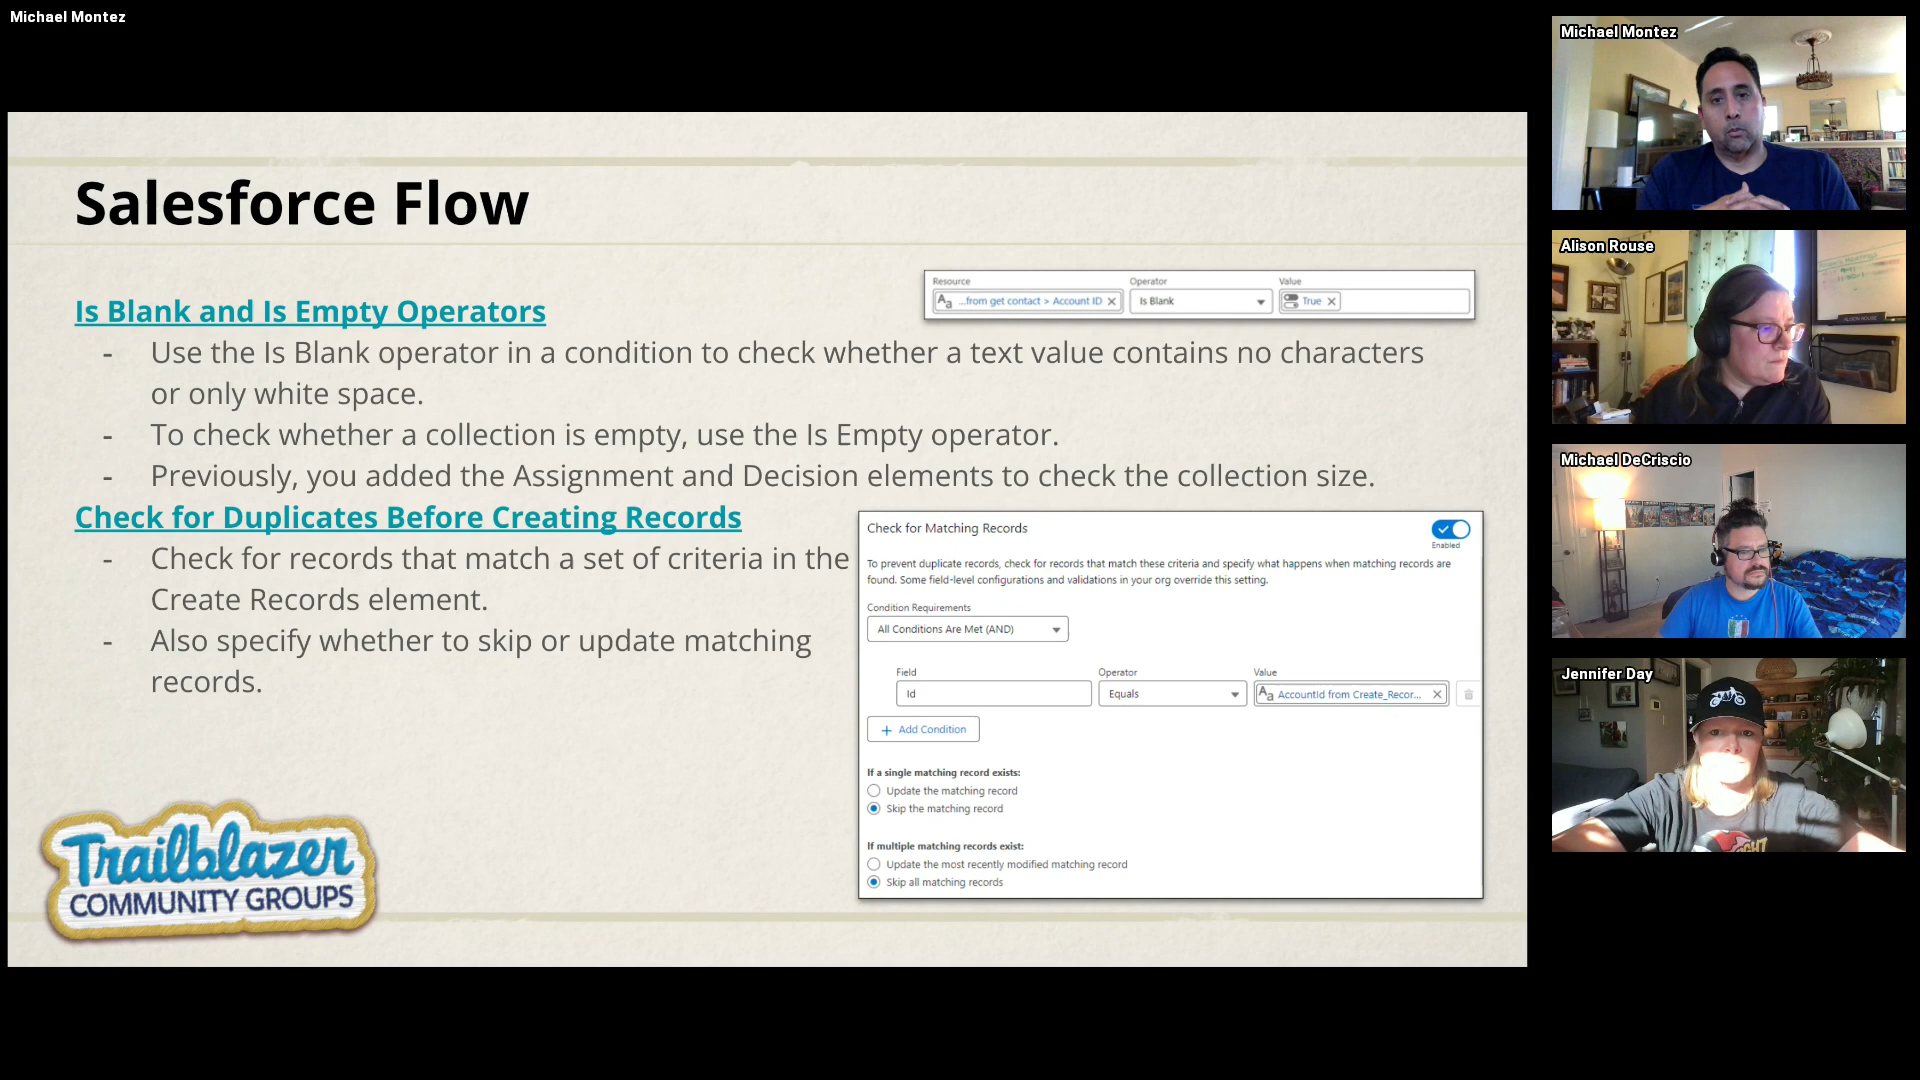 Michael Montez
Michael Montez
Salesforce Flow
Resource
Operator
Value
Aa ...from get contact > Account ID ×
Is Blank
True ×
Is Blank and Is Empty Operators
- Use the Is Blank operator in a condition to check whether a text value contains no characters
or only white space.
- To check whether a collection is empty, use the Is Empty operator.
- Previously, you added the Assignment and Decision elements to check the collection size.
Check for Duplicates Before Creating Records
- Check for records that match a set of criteria in the
Create Records element.
- Also specify whether to skip or update matching
records.
Check for Matching Records
Enabled
To prevent duplicate records, check for records that match these criteria and specify what happens when matching records are
found. Some field-level configurations and validations in your org override this setting.
Condition Requirements
All Conditions Are Met (AND)
Field
Operator
Value
Id
Equals
Aa AccountId from Create_Recor... ×
+ Add Condition
If a single matching record exists:
Update the matching record
Skip the matching record
If multiple matching records exist:
Update the most recently modified matching record
Skip all matching records
Trailblazer
COMMUNITY GROUPS
Alison Rouse
Michael DeCriscio
Jennifer Day